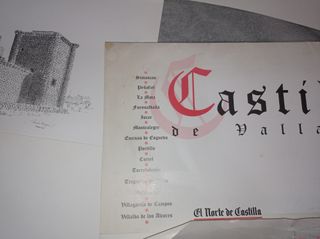 Simancas
Peñafiel
La Mota
Fuensaldaña
Iscar
Montealegre
Encinas de Esgueva
Portillo
Curiel
Torrelobatón
Villagarcía de Campos
Villalba de los Alcores
Castil
de Valla
El Norte de Castilla